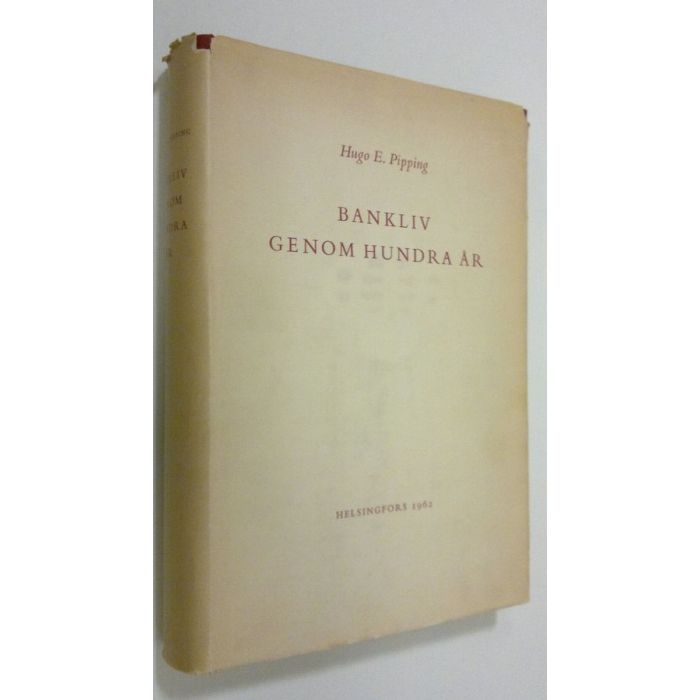 Hugo E. Pipping
BANKLIV
GENOM HUNDRA ÅR
HELSINGFORS 1962